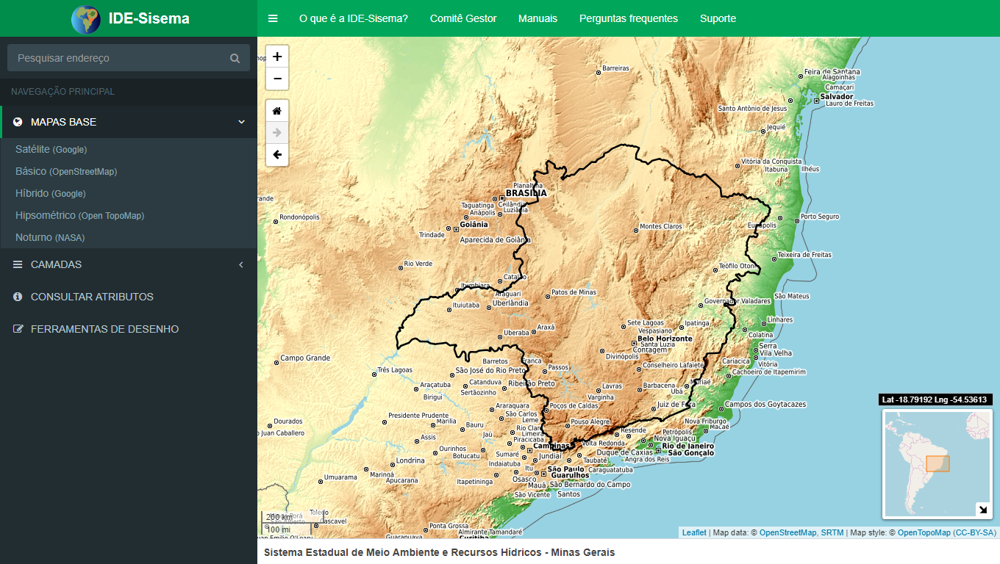 IDE-Sisema
O que é a IDE-Sisema?
Comitê Gestor
Manuais
Perguntas frequentes
Suporte
Pesquisar endereço
NAVEGAÇÃO PRINCIPAL
MAPAS BASE
Satélite (Google)
Básico (OpenStreetMap)
Híbrido (Google)
Hipsométrico (Open TopoMap)
Noturno (NASA)
CAMADAS
CONSULTAR ATRIBUTOS
FERRAMENTAS DE DESENHO
+
−
Barreiras
Feira de Santana
Alagoinhas
Camaçari
Salvador
Lauro de Freitas
Santo Antônio de Jesus
Jequié
Vitória da Conquista
Itabuna
Ilhéus
Planaltina
BRASÍLIA
Taguatinga
Ceilândia
Anápolis
Luziânia
Goiânia
Trindade
Aparecida de Goiânia
Rondonópolis
Montes Claros
Eunápolis
Porto Seguro
Teixeira de Freitas
Teófilo Otoni
Rio Verde
Catalão
Itumbiara
Araguari
Uberlândia
Ituiutaba
Patos de Minas
Governador Valadares
São Mateus
Linhares
Colatina
Sete Lagoas
Vespasiano
Ipatinga
Belo Horizonte
Santa Luzia
Contagem
Araxá
Uberaba
Divinópolis
Serra
Vila Velha
Cariacica
Vitória
Cachoeiro de Itapemirim
Campo Grande
Três Lagoas
Barretos
Franca
Passos
Conselheiro Lafaiete
São José do Rio Preto
Catanduva
Ribeirão Preto
Sertãozinho
Araçatuba
Birigui
Lavras
Varginha
Barbacena
Ubá
Muriaé
Juiz de Fora
Campos dos Goytacazes
Araraquara
São Carlos
Leme
Poços de Caldas
Pouso Alegre
Nova Friburgo
Macaé
Dourados
Presidente Prudente
Marília
Bauru
Jaú
Rio Claro
Limeira
Piracicaba
Resende
Petrópolis
Nova Iguaçu
Volta Redonda
Rio de Janeiro
São Gonçalo
Duque de Caxias
Angra dos Reis
Assis
Ourinhos
Botucatu
Campinas
Sumaré
Jundiaí
Indaiatuba
Taubaté
Caraguatatuba
Londrina
Maringá
Apucarana
Umuarama
Itapetininga
Itu
São Paulo
Guarulhos
Osasco
Mauá
São Bernardo do Campo
São Vicente
Santos
Toledo
Cascavel
Ponta Grossa
Guarapuava
Almirante Tamandaré
Curitiba
200 km
100 mi
Lat -18.79192 Lng -54.53613
Leaflet | Map data: © OpenStreetMap, SRTM | Map style: © OpenTopoMap (CC-BY-SA)
Sistema Estadual de Meio Ambiente e Recursos Hídricos - Minas Gerais